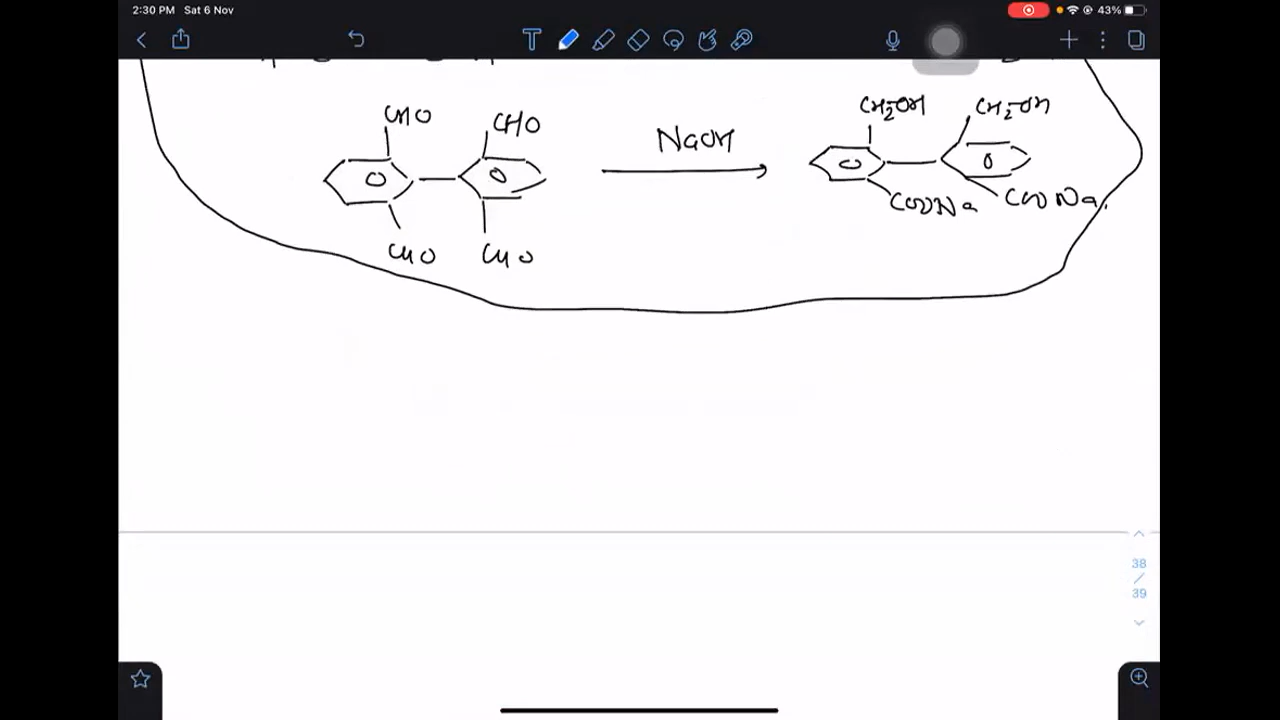 2:30 PM Sat 6 Nov
43%
T
CHO CHO
NaOH
CH2OH CH2OH
COONa COONa
CHO CHO
38
/
39